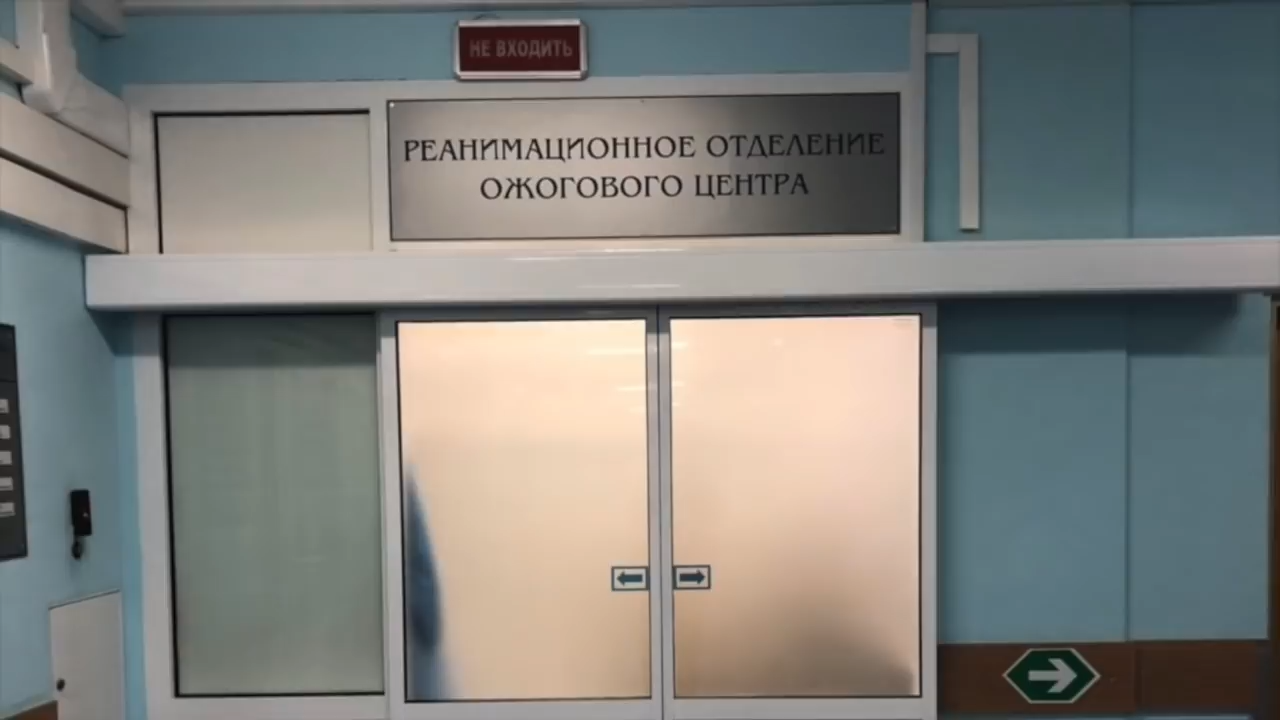 НЕ ВХОДИТЬ
РЕАНИМАЦИОННОЕ ОТДЕЛЕНИЕ
ОЖОГОВОГО ЦЕНТРА